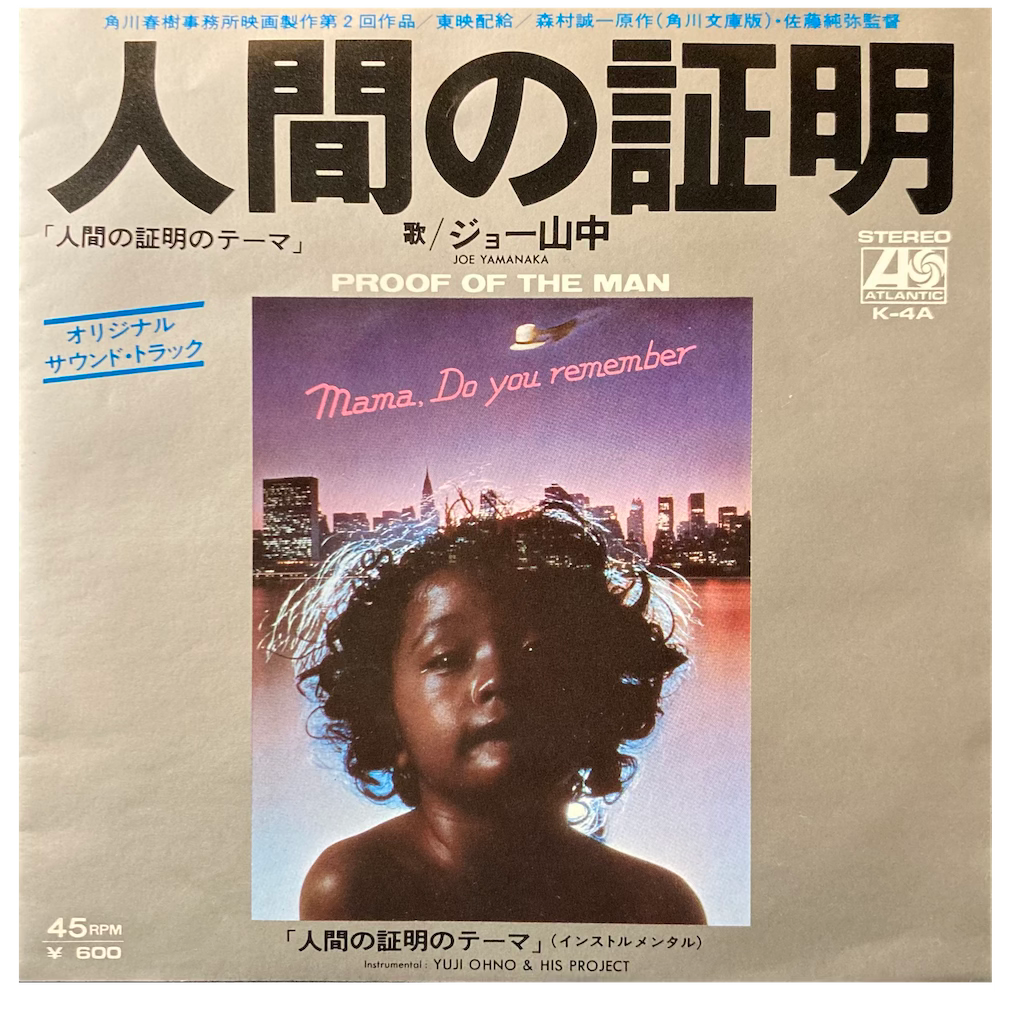 角川春樹事務所映画製作第2回作品/東映配給/森村誠一原作(角川文庫版)・佐藤純弥監督
人間の証明
「人間の証明のテーマ」
歌/ジョー山中
JOE YAMANAKA
PROOF OF THE MAN
STEREO
ATLANTIC
K-4A
オリジナル
サウンド・トラック
Mama, Do you remember
45RPM
¥ 600
「人間の証明のテーマ」(インストルメンタル)
Instrumental: YUJI OHNO & HIS PROJECT